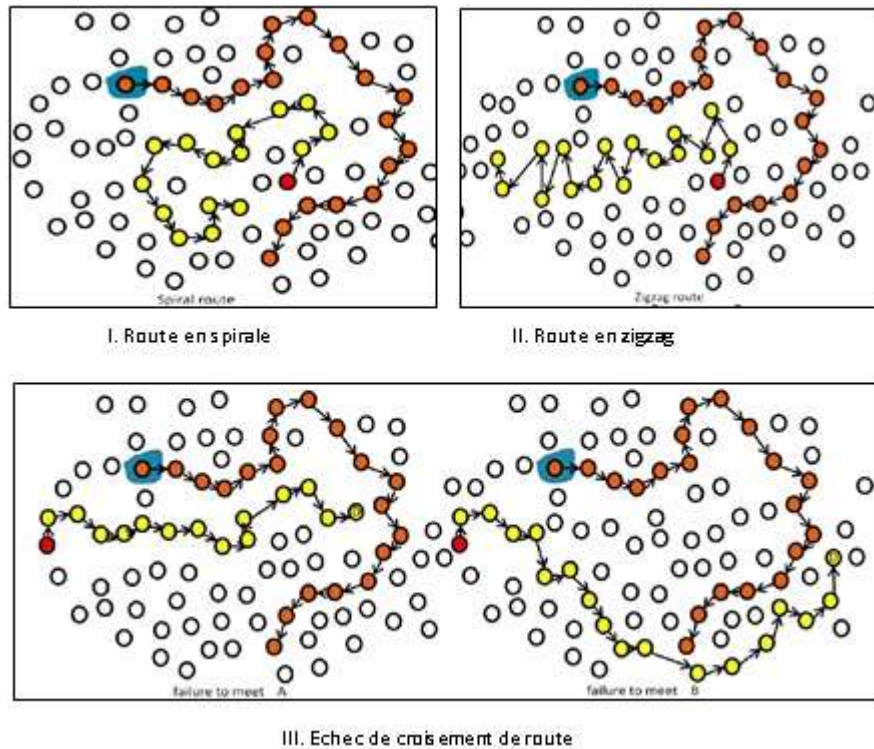 Spiral route
Zigzag route
I. Route en spirale
II. Route en zigzag
failure to meet A
failure to meet B
III. Echec de croisement de route